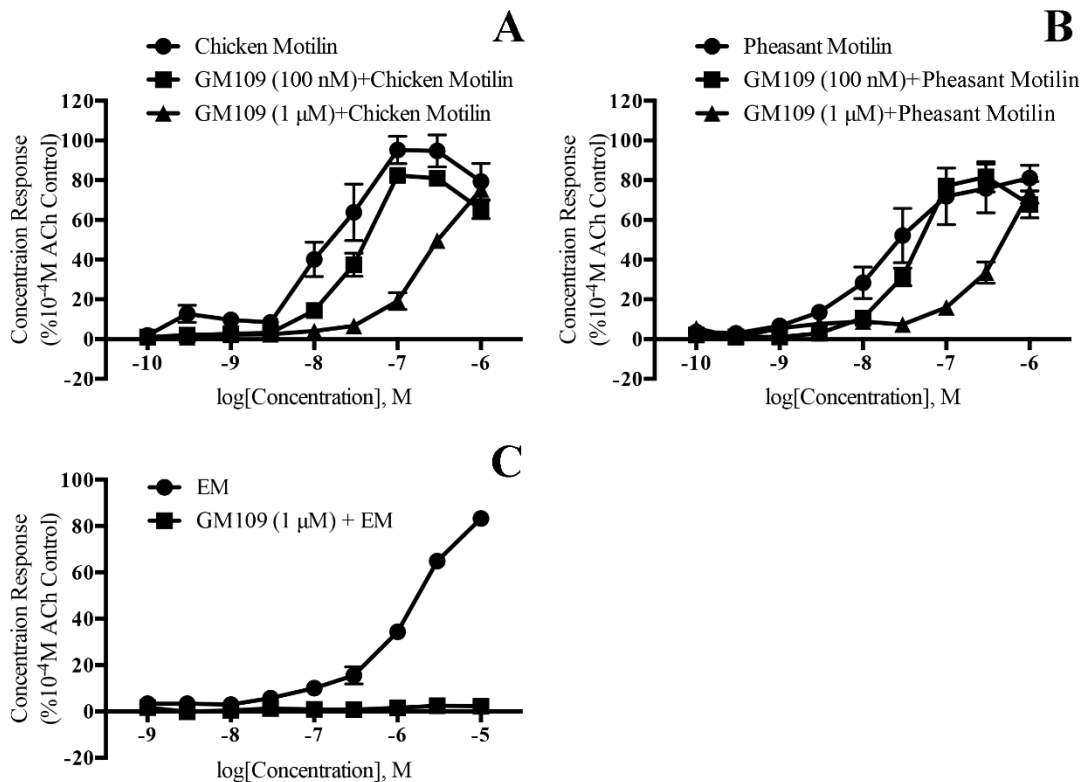 A
Chicken Motilin
GM109 (100 nM)+Chicken Motilin
GM109 (1 μM)+Chicken Motilin
Concentraion Response
(%10⁻⁴M ACh Control)
120
100
80
60
40
20
0
-20
-10
-9
-8
-7
-6
log[Concentration], M
B
Pheasant Motilin
GM109 (100 nM)+Pheasant Motilin
GM109 (1 μM)+Pheasant Motilin
Concentraion Response
(%10⁻⁴M ACh Control)
120
100
80
60
40
20
0
-20
-10
-9
-8
-7
-6
log[Concentration], M
C
EM
GM109 (1 μM) + EM
Concentraion Response
(%10⁻⁴M ACh Control)
100
80
60
40
20
0
-20
-9
-8
-7
-6
-5
log[Concentration], M